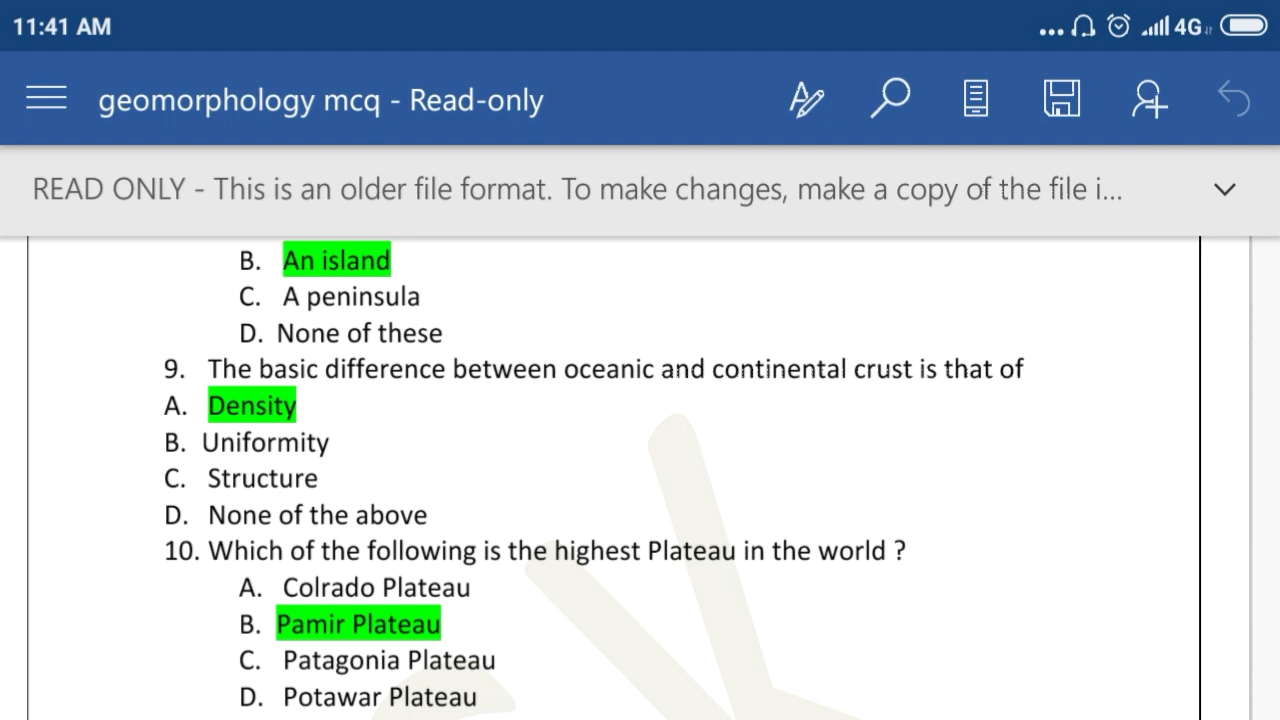 11:41 AM
4G
geomorphology mcq - Read-only
READ ONLY - This is an older file format. To make changes, make a copy of the file i...
B. An island
C. A peninsula
D. None of these
9. The basic difference between oceanic and continental crust is that of
A. Density
B. Uniformity
C. Structure
D. None of the above
10. Which of the following is the highest Plateau in the world ?
A. Colrado Plateau
B. Pamir Plateau
C. Patagonia Plateau
D. Potawar Plateau